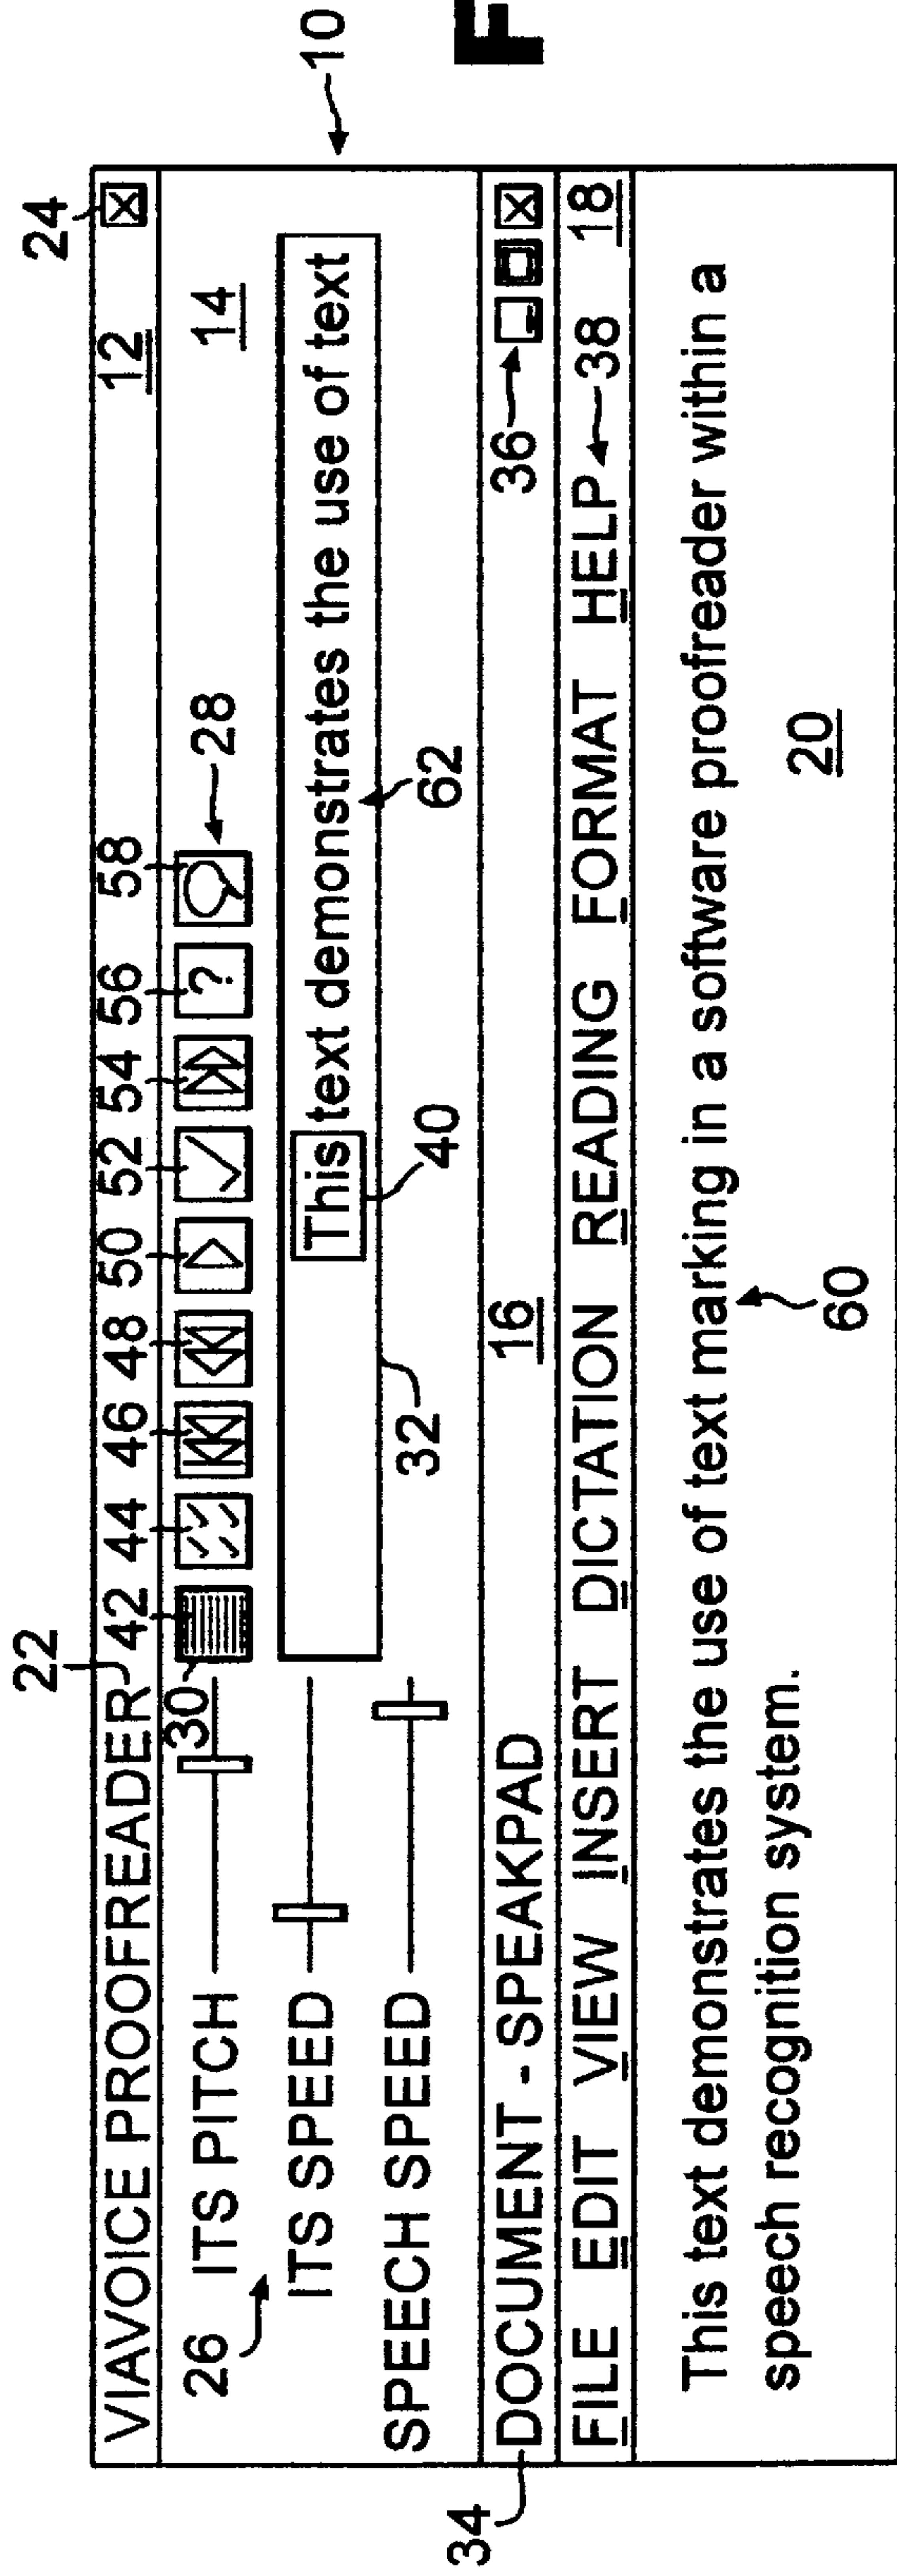 F
10
24
22
VIAVOICE PROOFREADER 12
42 44 46 48 50 52 54 56 58
ITS PITCH 30 28 14
26
ITS SPEED This text demonstrates the use of text
SPEECH SPEED 32 40 62
34
DOCUMENT - SPEAKPAD 16 36
FILE EDIT VIEW INSERT DICTATION READING FORMAT HELP 38 18
This text demonstrates the use of text marking in a software proofreader within a
speech recognition system.
60 20